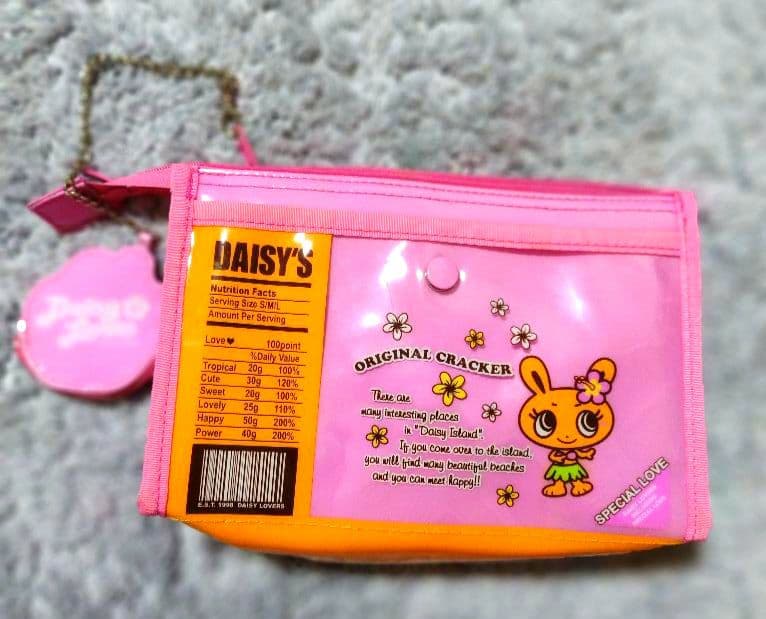 DAISY'S
Nutrition Facts
Serving Size S/M/L
Amount Per Serving
Love♥ 100point
%Daily Value
Tropical 20g 100%
Cute 30g 120%
Sweet 20g 100%
Lovely 25g 110%
Happy 50g 200%
Power 40g 200%
E.S.T. 1998 DAISY LOVERS
ORIGINAL CRACKER
There are
many interesting places
in "Daisy Island".
If you come over to the island,
you will find many beautiful beaches
and you can meet happy!!
SPECIAL LOVE
Daisy
Lovers